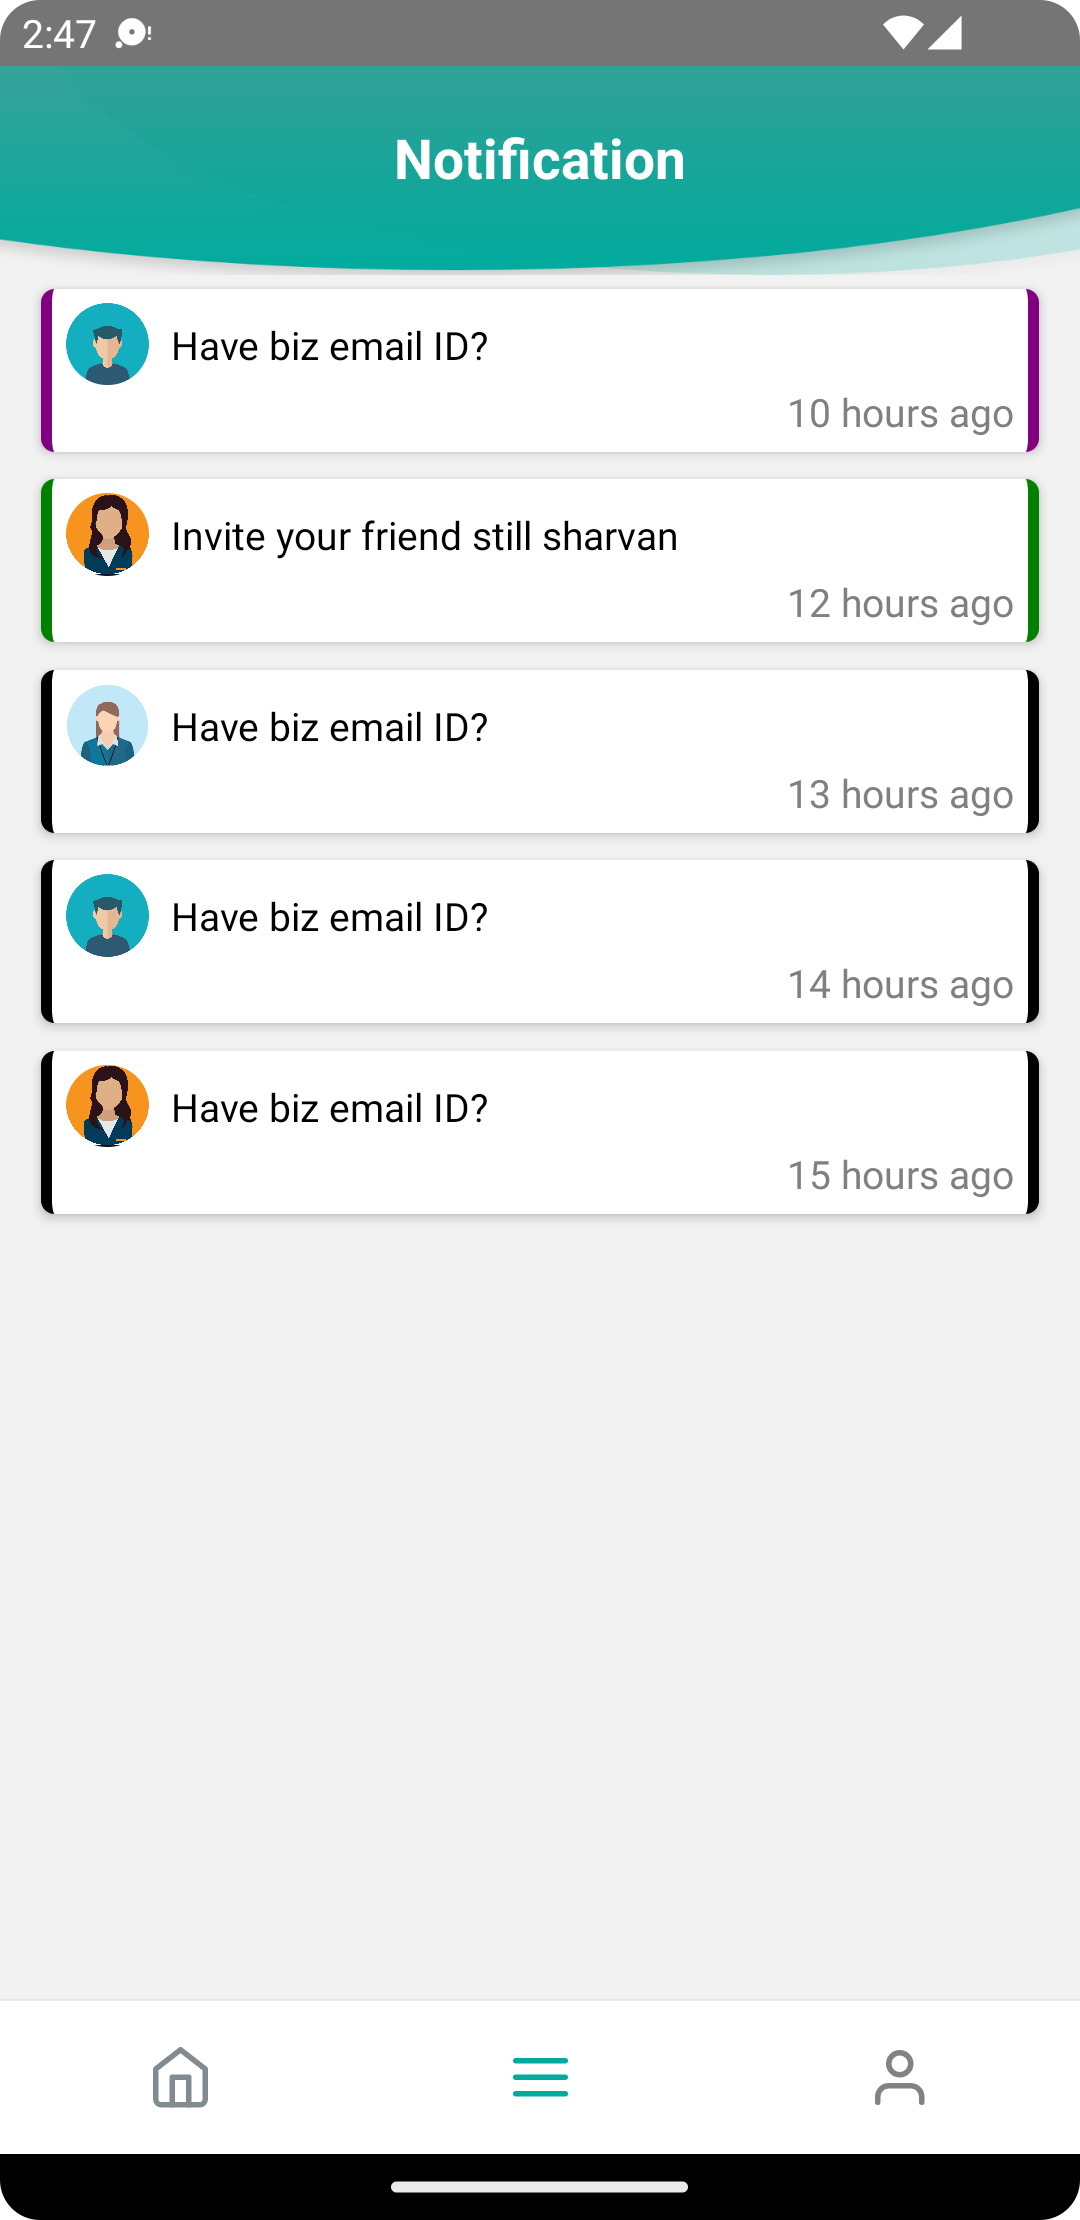 2:47
Notification
Have biz email ID?
10 hours ago
Invite your friend still sharvan
12 hours ago
Have biz email ID?
13 hours ago
Have biz email ID?
14 hours ago
Have biz email ID?
15 hours ago